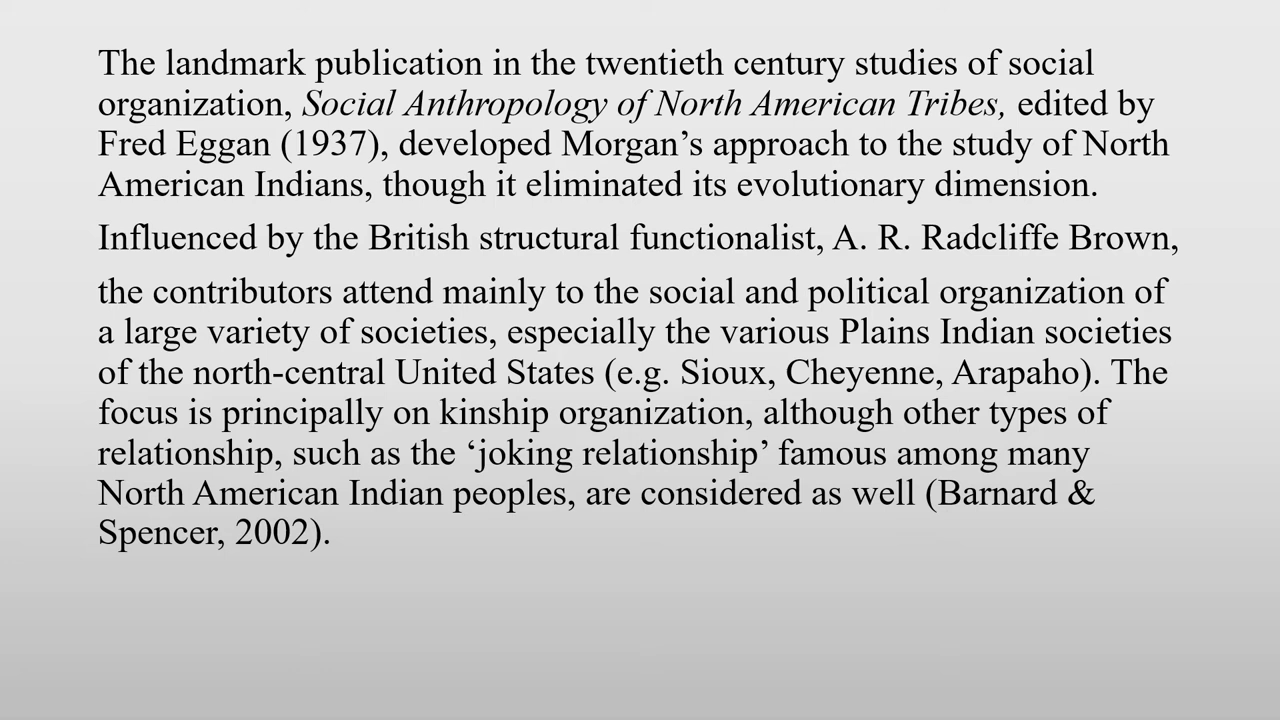 The landmark publication in the twentieth century studies of social
organization, Social Anthropology of North American Tribes, edited by
Fred Eggan (1937), developed Morgan’s approach to the study of North
American Indians, though it eliminated its evolutionary dimension.
Influenced by the British structural functionalist, A. R. Radcliffe Brown,
the contributors attend mainly to the social and political organization of
a large variety of societies, especially the various Plains Indian societies
of the north-central United States (e.g. Sioux, Cheyenne, Arapaho). The
focus is principally on kinship organization, although other types of
relationship, such as the ‘joking relationship’ famous among many
North American Indian peoples, are considered as well (Barnard &
Spencer, 2002).